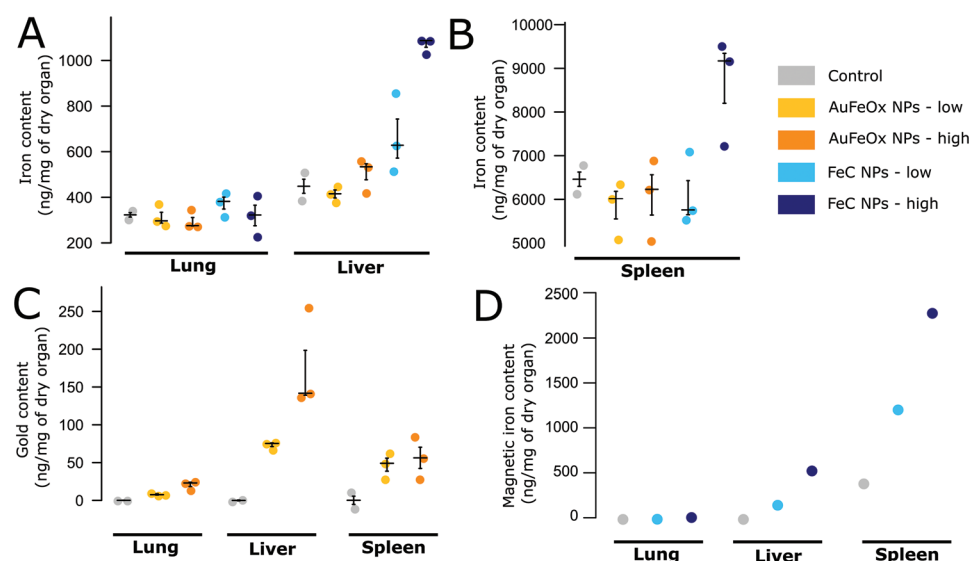 A
Iron content
(ng/mg of dry organ)
1000
800
600
400
200
Lung
Liver
B
Iron content
(ng/mg of dry organ)
10000
9000
8000
7000
6000
5000
Spleen
Control
AuFeOx NPs - low
AuFeOx NPs - high
FeC NPs - low
FeC NPs - high
C
Gold content
(ng/mg of dry organ)
250
200
150
100
50
0
Lung
Liver
Spleen
D
Magnetic iron content
(ng/mg of dry organ)
2500
2000
1500
1000
500
0
Lung
Liver
Spleen